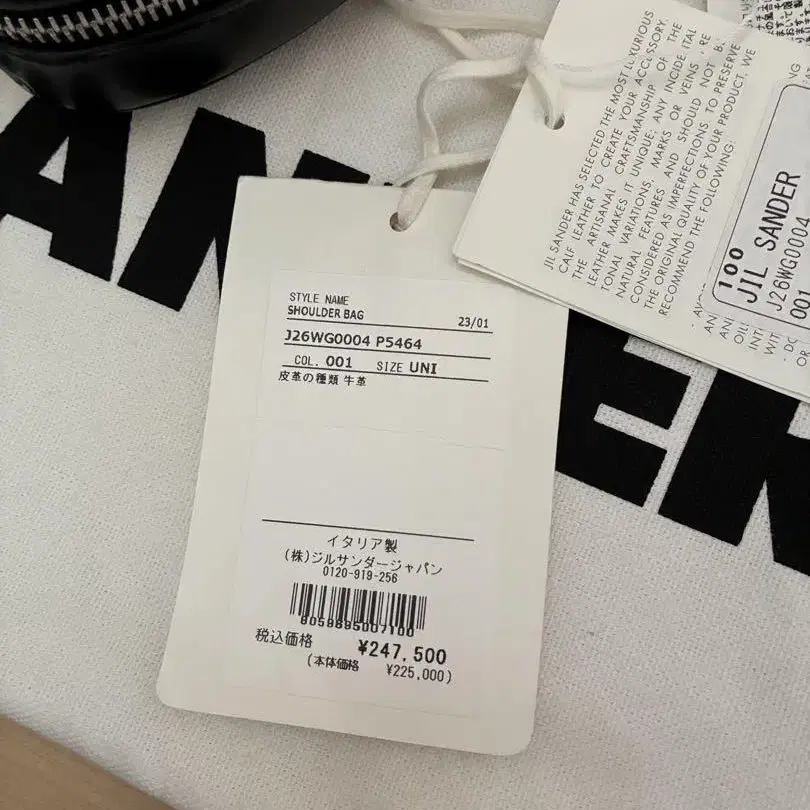 STYLE NAME
SHOULDER BAG 23/01
J26WG0004 P5464
COL. 001 SIZE UNI
皮革の種類 牛革
イタリア製
(株)ジルサンダージャパン
0120-919-256
8059895007100
税込価格 ¥247,500
(本体価格 ¥225,000)
JIL SANDER HAS SELECTED THE MOST LUXURIOUS
CALF LEATHER TO CREATE YOUR ACCESSORY.
THE ARTISANAL CRAFTSMANSHIP OF THE
LEATHER MAKES IT UNIQUE; ANY
TONAL VARIATIONS, MARKS OR VEINS
NATURAL FEATURES AND SHOULD NOT
CONSIDERED AS IMPERFECTIONS TO PRESERVE
THE ORIGINAL QUALITY OF YOUR PRODUCT, WE
RECOMMEND THE FOLLOWING:
100
JIL SANDER
J26WG0004
001